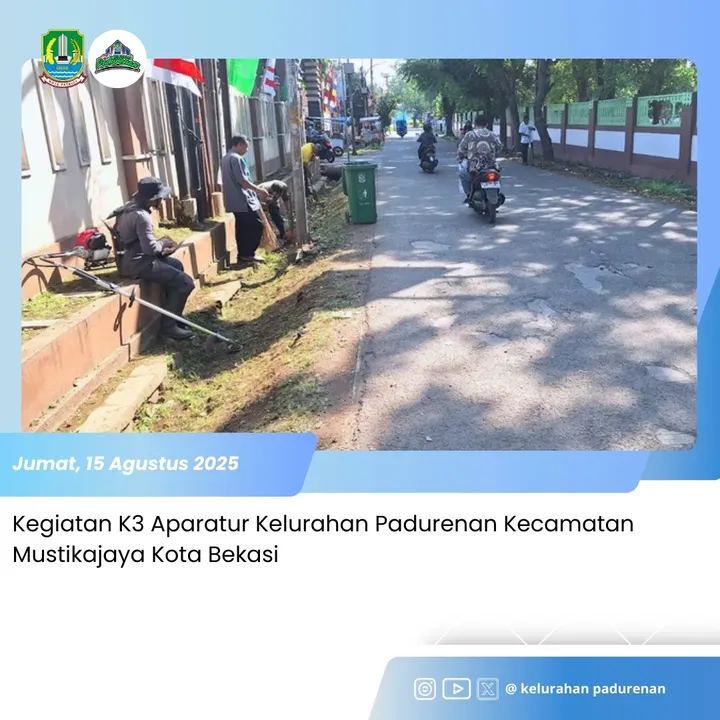 Jumat, 15 Agustus 2025
Kegiatan K3 Aparatur Kelurahan Padurenan Kecamatan
Mustikajaya Kota Bekasi
@ kelurahan padurenan